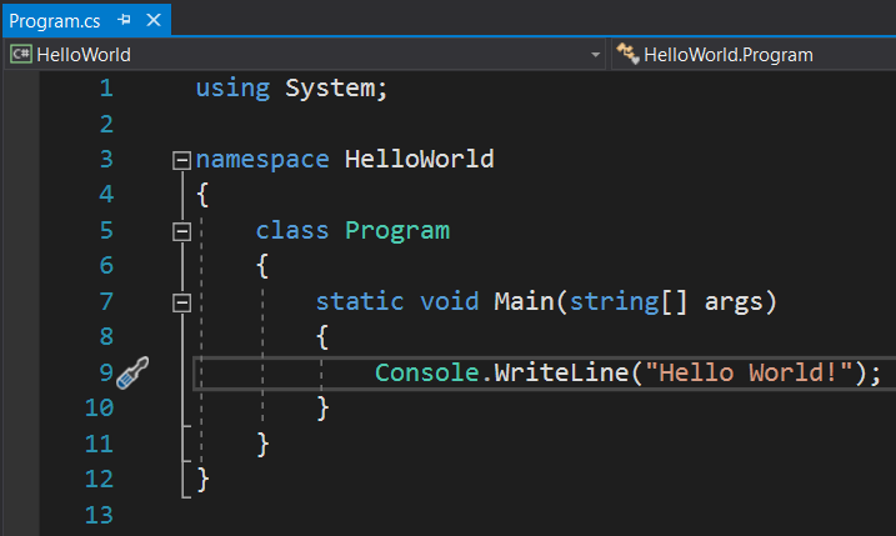 Program.cs
C# HelloWorld HelloWorld.Program
1 using System;
2
3 namespace HelloWorld
4 {
5 class Program
6 {
7 static void Main(string[] args)
8 {
9 Console.WriteLine("Hello World!");
10 }
11 }
12 }
13